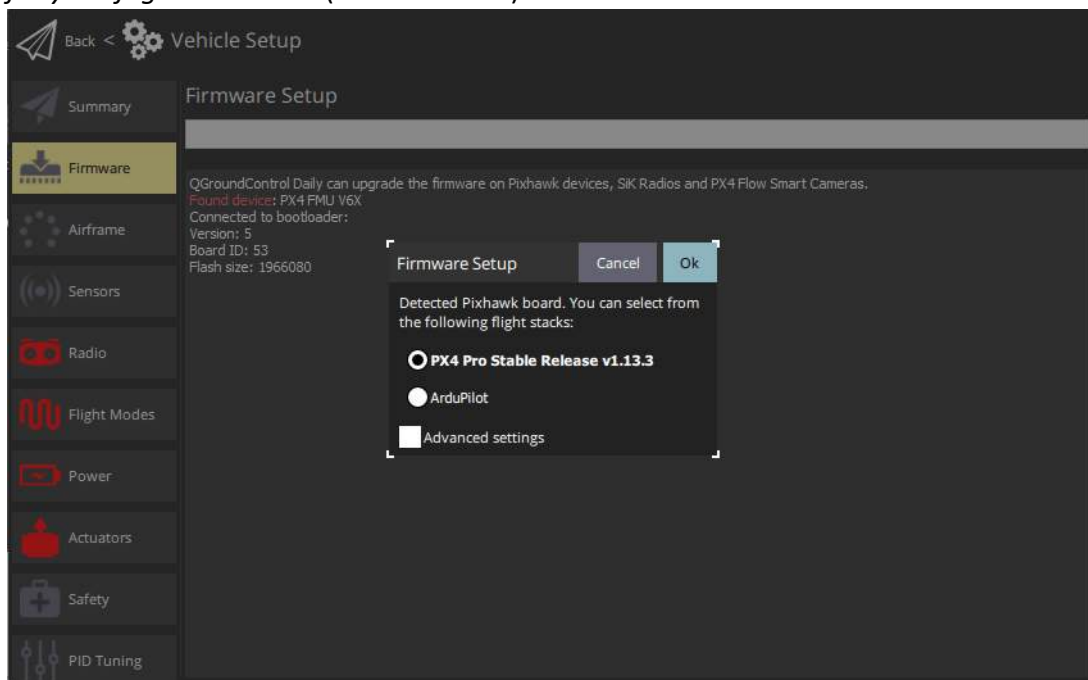 Back < Vehicle Setup
Summary
Firmware
Airframe
Sensors
Radio
Flight Modes
Power
Actuators
Safety
PID Tuning
Firmware Setup
QGroundControl Daily can upgrade the firmware on Pixhawk devices, SiK Radios and PX4 Flow Smart Cameras.
Found device: PX4 FMU V6X
Connected to bootloader:
Version: 5
Board ID: 53
Flash size: 1966080
Firmware Setup Cancel Ok
Detected Pixhawk board. You can select from
the following flight stacks:
PX4 Pro Stable Release v1.13.3
ArduPilot
Advanced settings